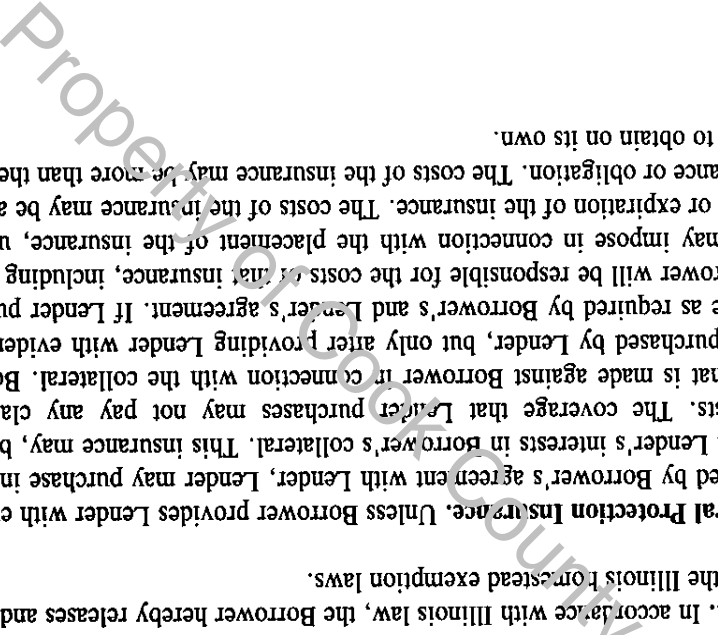 . In accordance with Illinois law, the Borrower hereby releases and
the Illinois homestead exemption laws.
ral Protection Insurance. Unless Borrower provides Lender with e
ed by Borrower's agreement with Lender, Lender may purchase in
Lender's interests in Borrower's collateral. This insurance may, b
sts. The coverage that Lender purchases may not pay any cla
hat is made against Borrower in connection with the collateral. Bo
purchased by Lender, but only after providing Lender with eviden
e as required by Borrower's and Lender's agreement. If Lender pu
rower will be responsible for the costs of that insurance, including
may impose in connection with the placement of the insurance, u
or expiration of the insurance. The costs of the insurance may be a
ance or obligation. The costs of the insurance may be more than the
to obtain on its own.
Property of Cook County